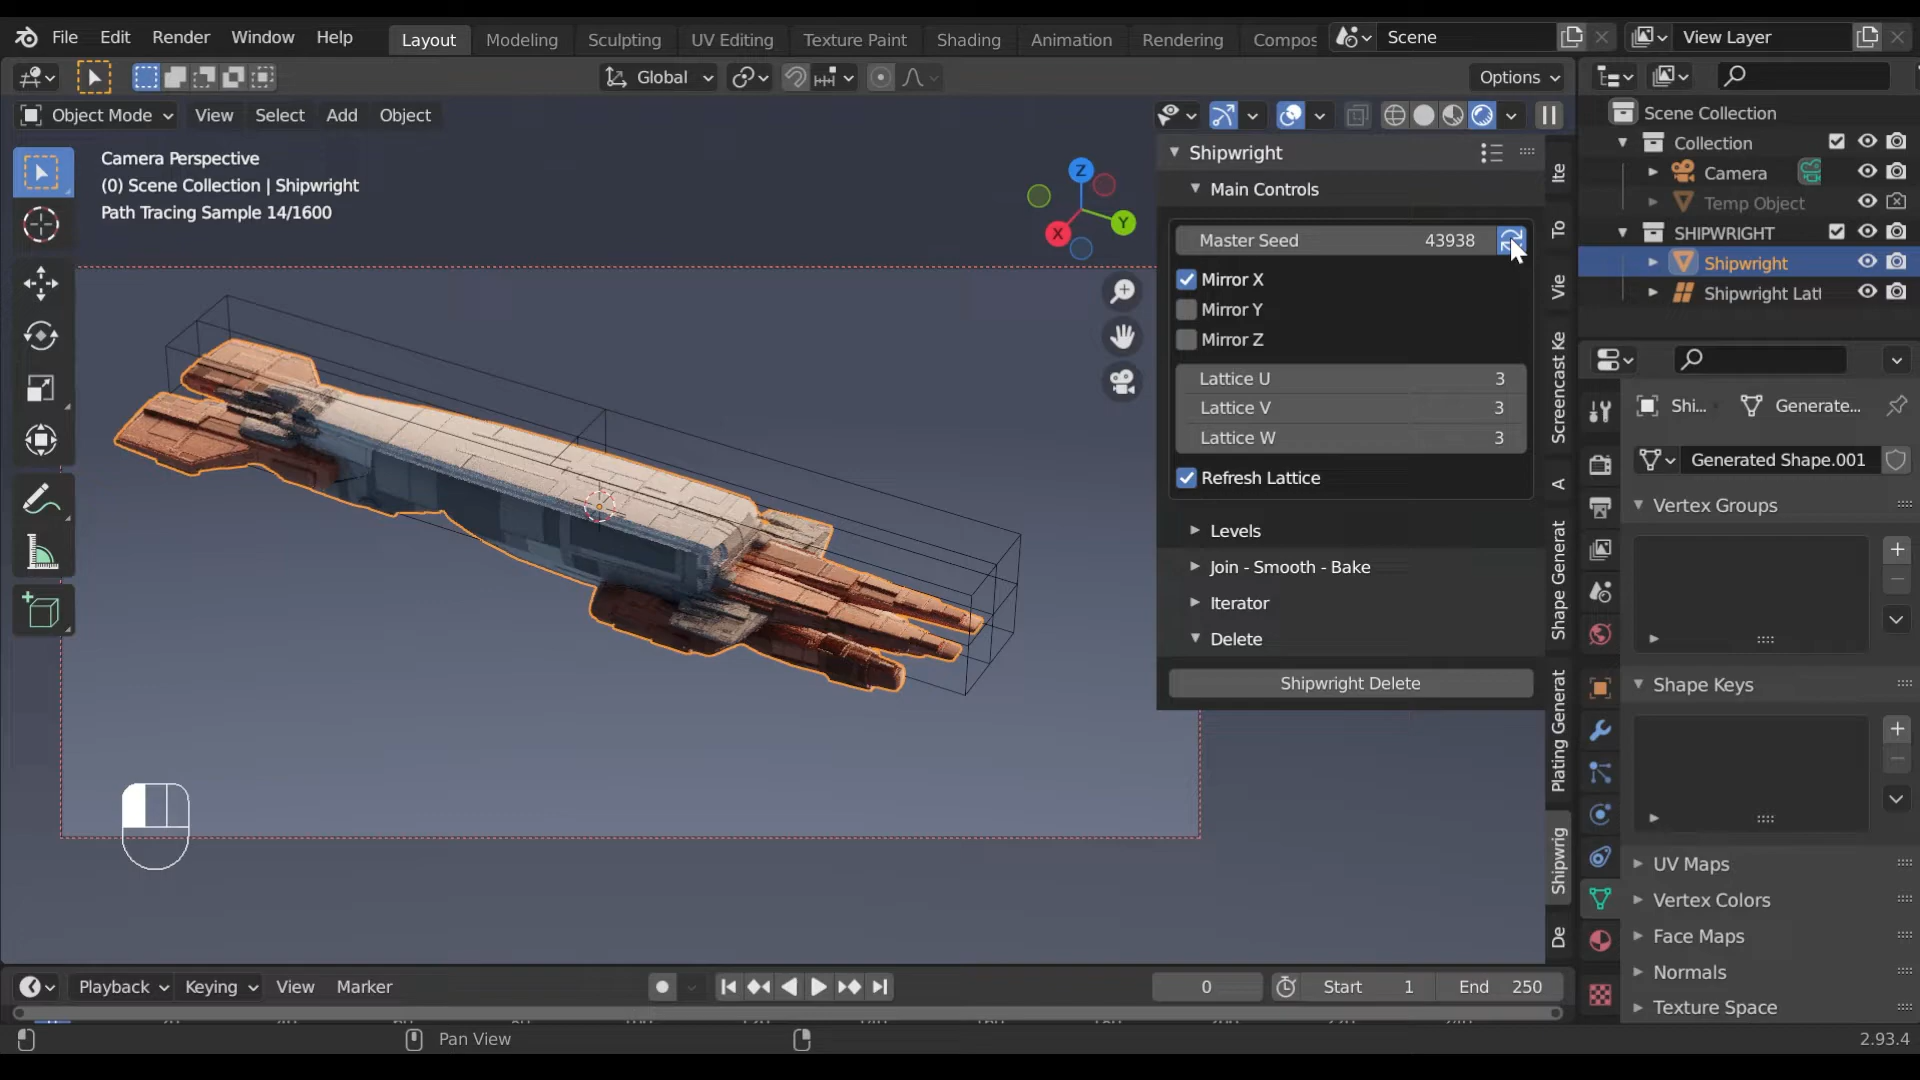 File Edit Render Window Help Layout Modeling Sculpting UV Editing Texture Paint Shading Animation Rendering Compos Scene View Layer
Global Options
Object Mode View Select Add Object
Camera Perspective
(0) Scene Collection | Shipwright
Path Tracing Sample 14/1600
Z
Y
X
Shipwright
Main Controls
Master Seed 43938
Mirror X
Mirror Y
Mirror Z
Lattice U 3
Lattice V 3
Lattice W 3
Refresh Lattice
Levels
Join - Smooth - Bake
Iterator
Delete
Shipwright Delete
Ite
To
Vie
Screencast Ke
A
Shape Generat
Plating Generat
Shipwrig
De
Scene Collection
Collection
Camera
Temp Object
SHIPWRIGHT
Shipwright
Shipwright Latt
Shi... Generate...
Generated Shape.001
Vertex Groups
Shape Keys
UV Maps
Vertex Colors
Face Maps
Normals
Texture Space
Playback Keying View Marker 0 Start 1 End 250
Pan View 2.93.4